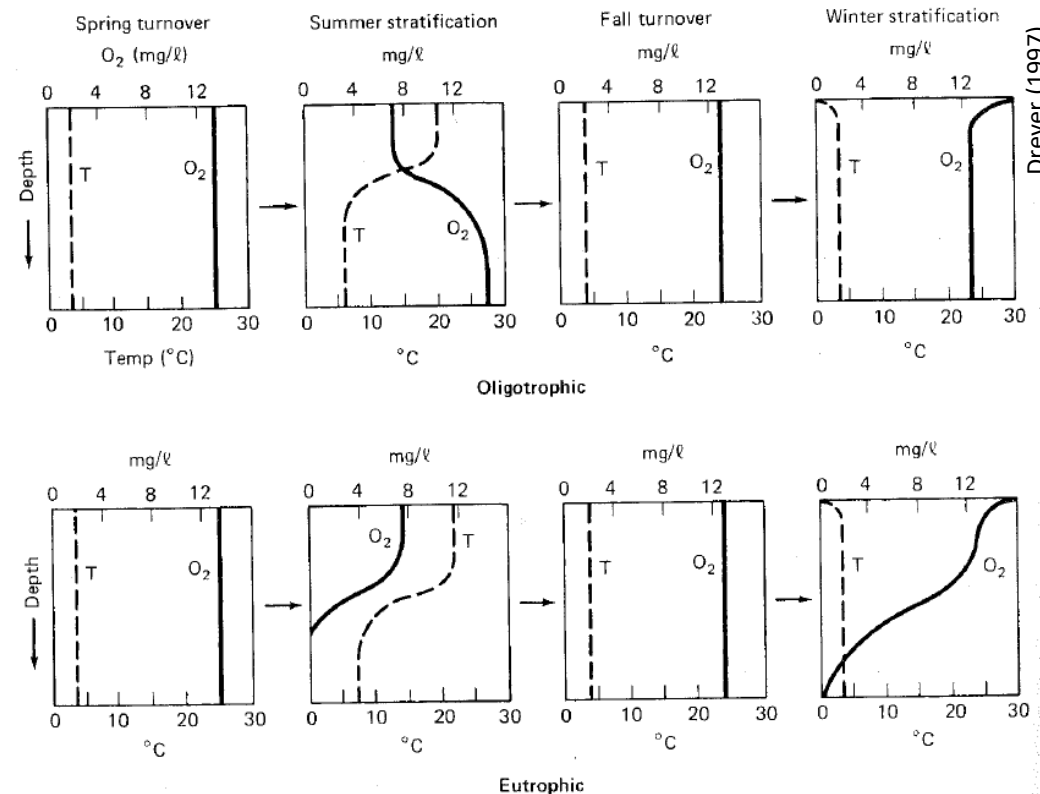 Spring turnover Summer stratification Fall turnover Winter stratification
O₂ (mg/ℓ) mg/ℓ mg/ℓ mg/ℓ
0 4 8 12 0 4 8 12 0 4 8 12 0 4 8 12
Depth
T O₂
T O₂
T O₂
T O₂
0 10 20 30 0 10 20 30 0 10 20 30 0 10 20 30
Temp (°C) °C °C °C
Oligotrophic
mg/ℓ mg/ℓ mg/ℓ mg/ℓ
0 4 8 12 0 4 8 12 0 4 8 12 0 4 8 12
Depth
T O₂
O₂ T
T O₂
T O₂
0 10 20 30 0 10 20 30 0 10 20 30 0 10 20 30
°C °C °C °C
Eutrophic
Drever (1997)